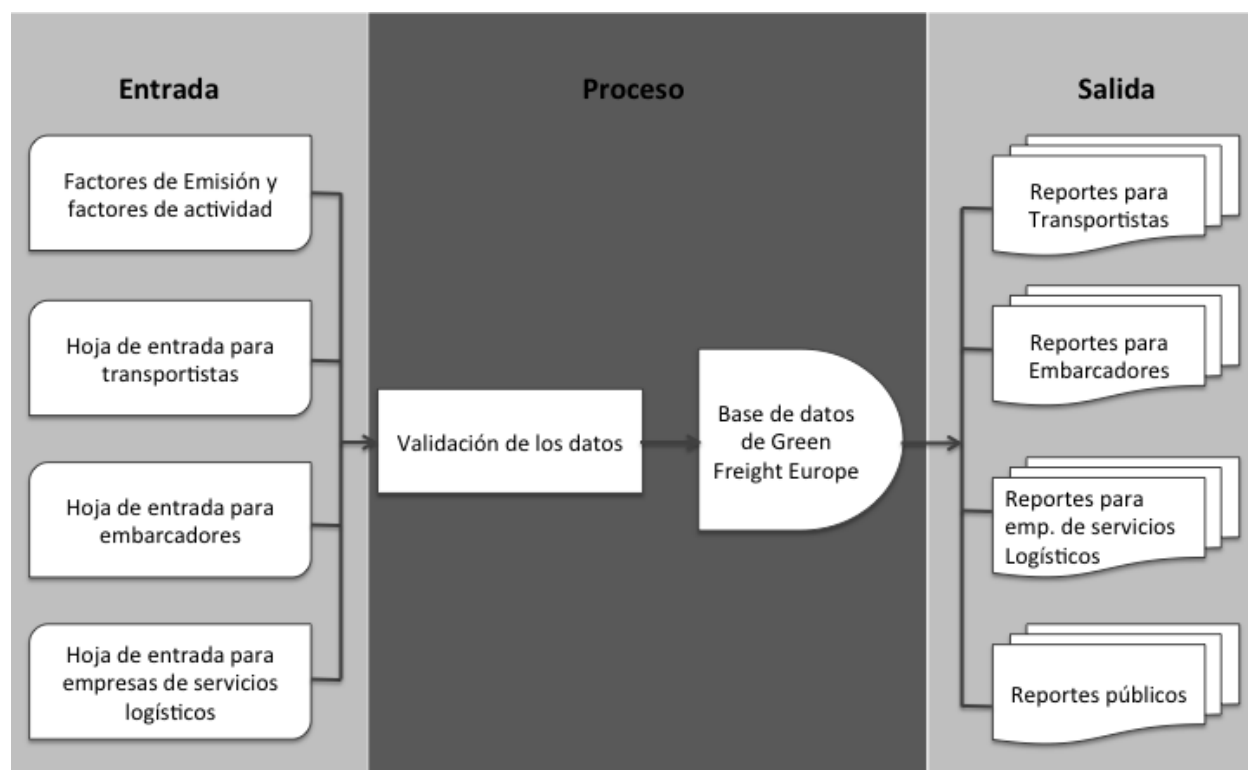 Entrada
Proceso
Salida
Factores de Emisión y
factores de actividad
Hoja de entrada para
transportistas
Hoja de entrada para
embarcadores
Hoja de entrada para
empresas de servicios
logísticos
Validación de los datos
Base de datos
de Green
Freight Europe
Reportes para
Transportistas
Reportes para
Embarcadores
Reportes para
emp. de servicios
Logísticos
Reportes públicos